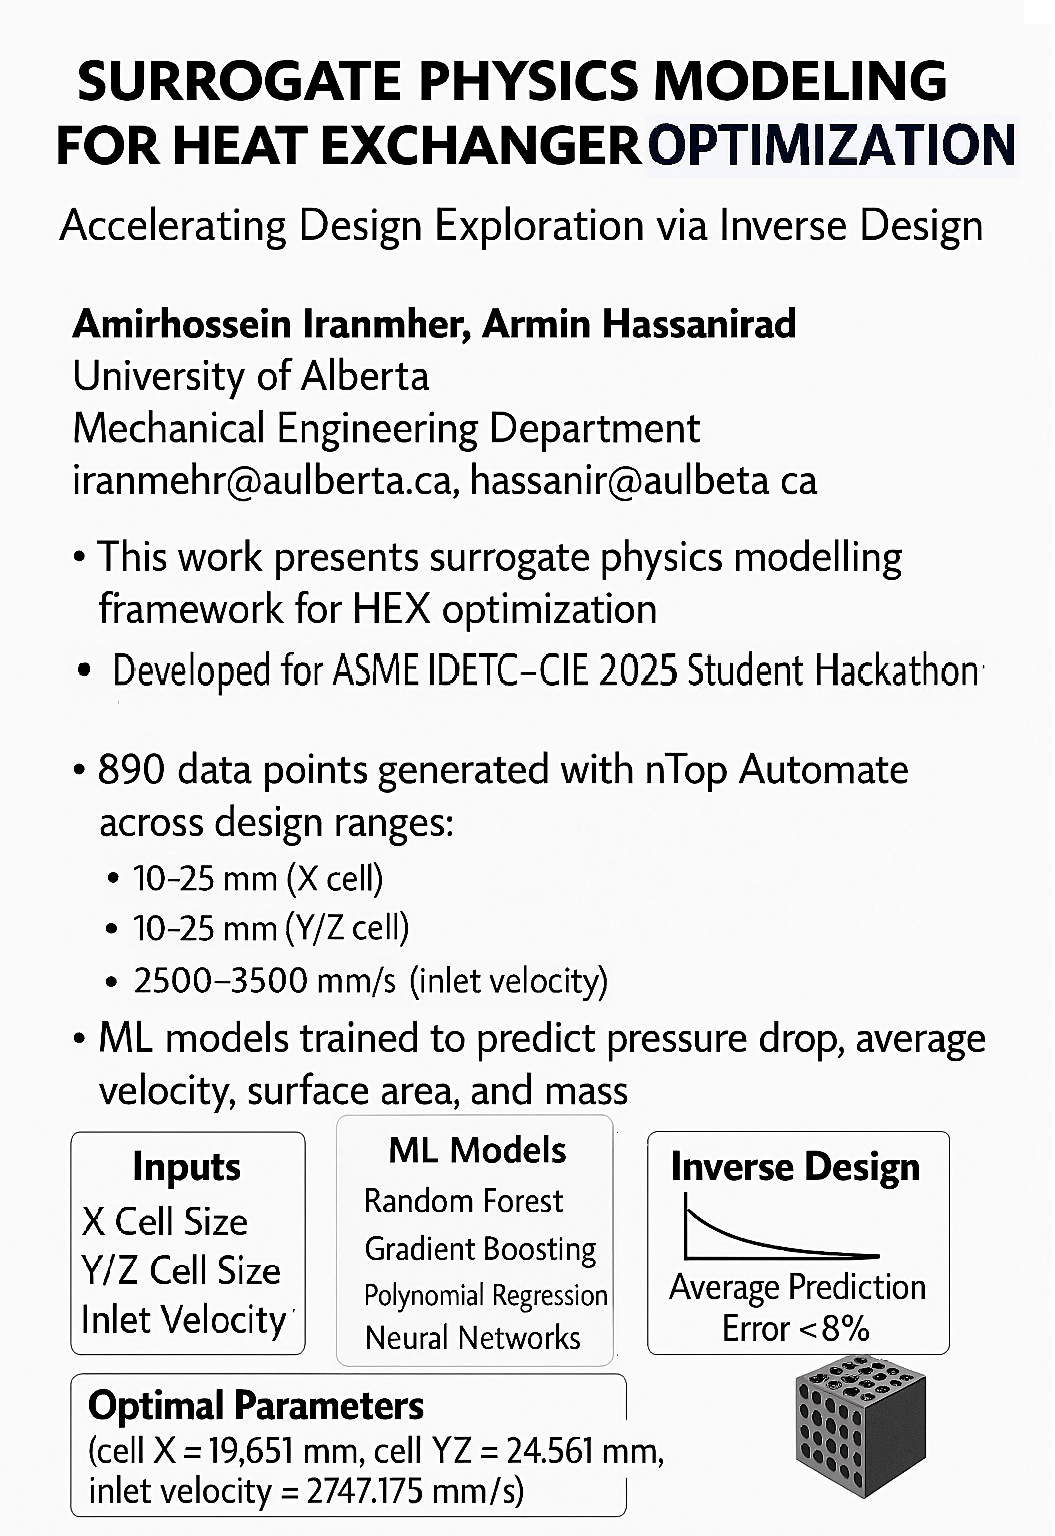 SURROGATE PHYSICS MODELING
FOR HEAT EXCHANGER OPTIMIZATION
Accelerating Design Exploration via Inverse Design
Amirhossein Iranmher, Armin Hassanirad
University of Alberta
Mechanical Engineering Department
iranmehr@aulberta.ca, hassanir@aulbeta ca
• This work presents surrogate physics modelling
framework for HEX optimization
• Developed for ASME IDETC–CIE 2025 Student Hackathon
• 890 data points generated with nTop Automate
across design ranges:
• 10–25 mm (X cell)
• 10–25 mm (Y/Z cell)
• 2500–3500 mm/s (inlet velocity)
• ML models trained to predict pressure drop, average
velocity, surface area, and mass
Inputs
X Cell Size
Y/Z Cell Size
Inlet Velocity
ML Models
Random Forest
Gradient Boosting
Polynomial Regression
Neural Networks
Inverse Design
Average Prediction
Error <8%
Optimal Parameters
(cell X = 19,651 mm, cell YZ = 24.561 mm,
inlet velocity = 2747.175 mm/s)